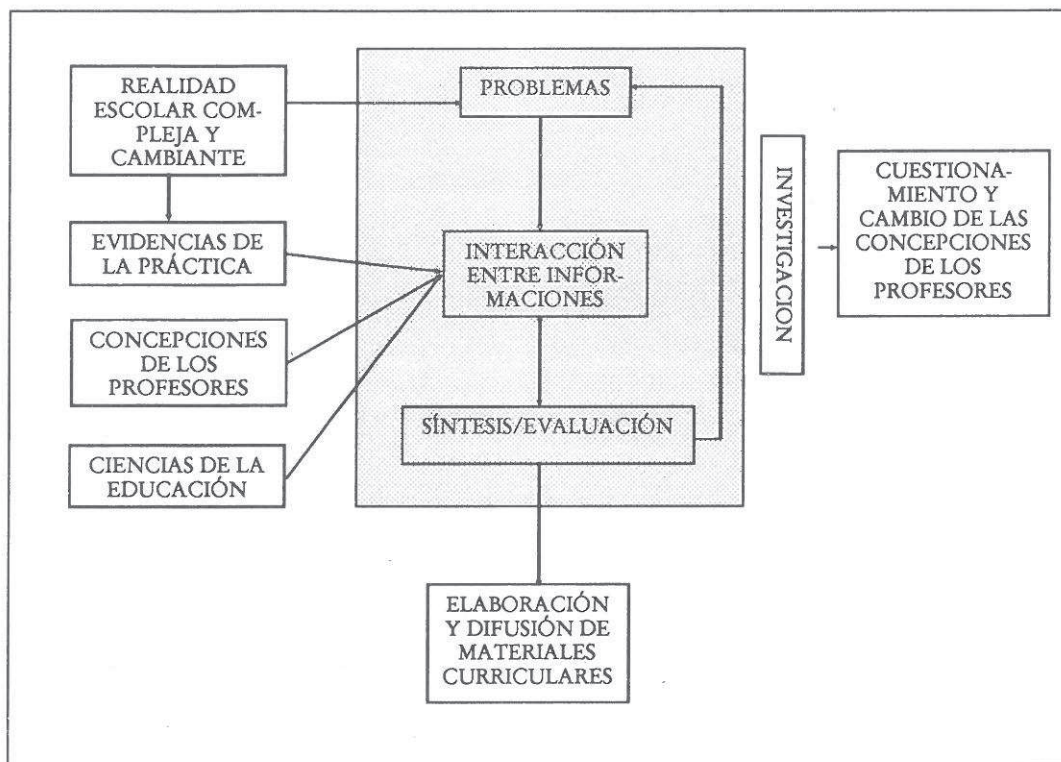 REALIDAD
ESCOLAR COM-
PLEJA Y
CAMBIANTE
EVIDENCIAS DE
LA PRÁCTICA
CONCEPCIONES
DE LOS
PROFESORES
CIENCIAS DE LA
EDUCACIÓN
PROBLEMAS
INTERACCIÓN
ENTRE INFOR-
MACIONES
SÍNTESIS/EVALUACIÓN
ELABORACIÓN
Y DIFUSIÓN DE
MATERIALES
CURRICULARES
INVESTIGACION
CUESTIONA-
MIENTO Y
CAMBIO DE LAS
CONCEPCIONES
DE LOS
PROFESORES